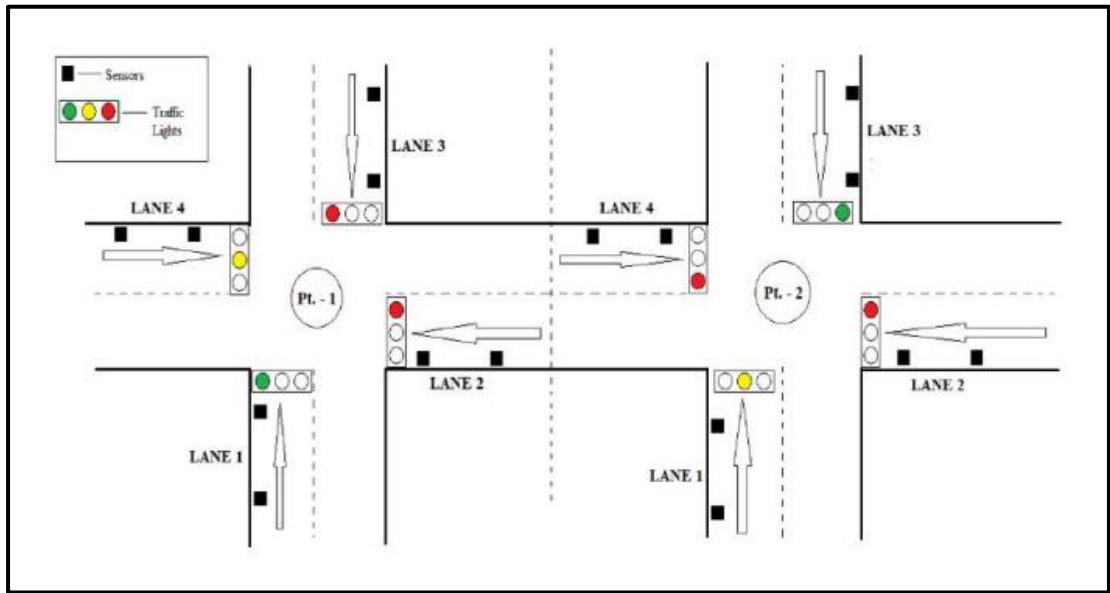 Sensors
Traffic
Lights
LANE 3
LANE 3
LANE 4
LANE 4
Pt. - 1
Pt. - 2
LANE 2
LANE 2
LANE 1
LANE 1